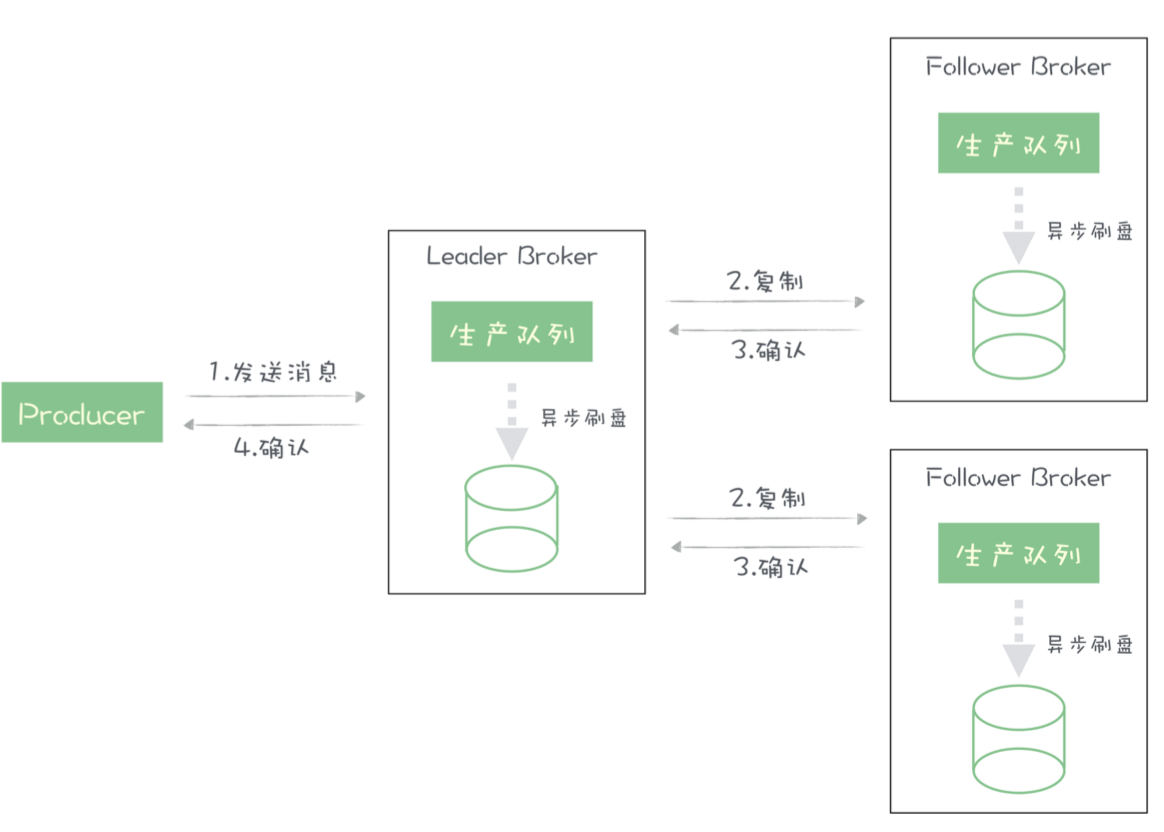 Producer
1.发送消息
4.确认
Leader Broker
生产队列
异步刷盘
2.复制
3.确认
2.复制
3.确认
Follower Broker
生产队列
异步刷盘
Follower Broker
生产队列
异步刷盘